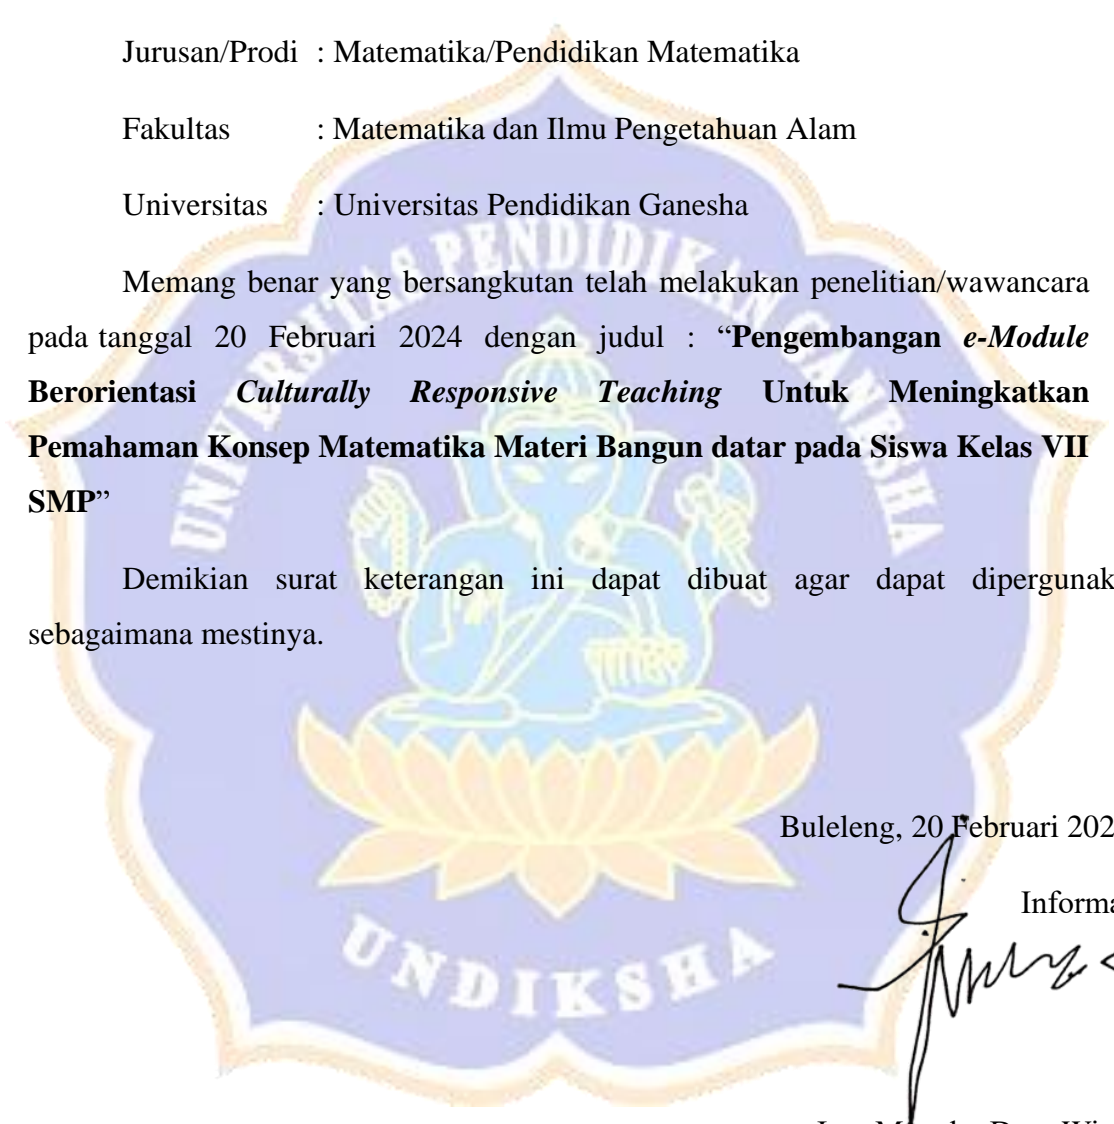 Jurusan/Prodi : Matematika/Pendidikan Matematika
Fakultas : Matematika dan Ilmu Pengetahuan Alam
Universitas : Universitas Pendidikan Ganesha
Memang benar yang bersangkutan telah melakukan penelitian/wawancara
pada tanggal 20 Februari 2024 dengan judul : “Pengembangan e-Module
Berorientasi Culturally Responsive Teaching Untuk Meningkatkan
Pemahaman Konsep Matematika Materi Bangun datar pada Siswa Kelas VII
SMP”
Demikian surat keterangan ini dapat dibuat agar dapat dipergunak
sebagaimana mestinya.
Buleleng, 20 Februari 202
Informa
UNIVERSITAS PENDIDIKAN GANESHA
UNDIKSHA